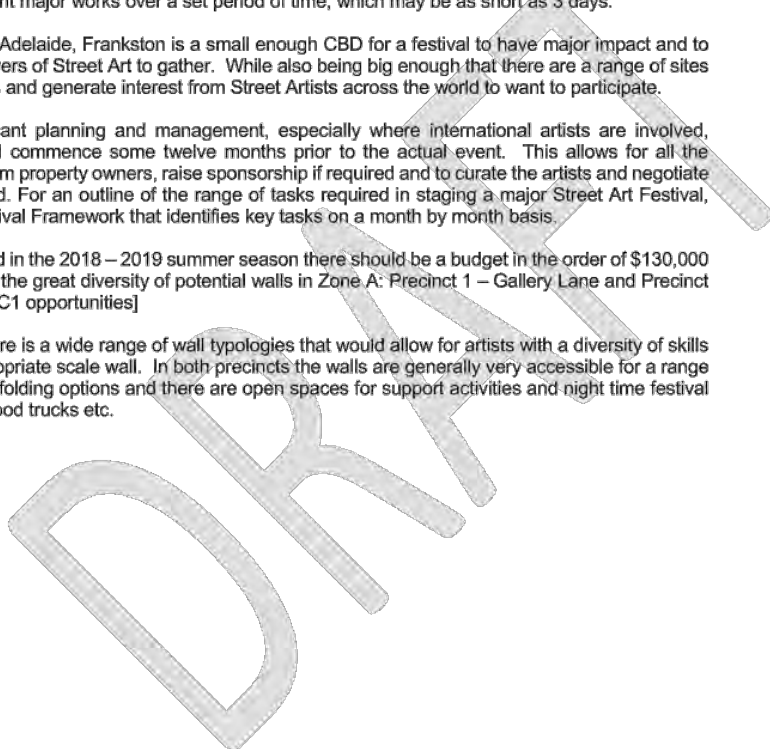 nt major works over a set period of time, which may be as short as 3 days.
Adelaide, Frankston is a small enough CBD for a festival to have major impact and to
ers of Street Art to gather. While also being big enough that there are a range of sites
and generate interest from Street Artists across the world to want to participate.
ant planning and management, especially where international artists are involved,
commence some twelve months prior to the actual event. This allows for all the
m property owners, raise sponsorship if required and to curate the artists and negotiate
d. For an outline of the range of tasks required in staging a major Street Art Festival,
ival Framework that identifies key tasks on a month by month basis.
d in the 2018 – 2019 summer season there should be a budget in the order of $130,000
the great diversity of potential walls in Zone A: Precinct 1 – Gallery Lane and Precinct
C1 opportunities]
re is a wide range of wall typologies that would allow for artists with a diversity of skills
opriate scale wall. In both precincts the walls are generally very accessible for a range
folding options and there are open spaces for support activities and night time festival
ood trucks etc.
DRAFT